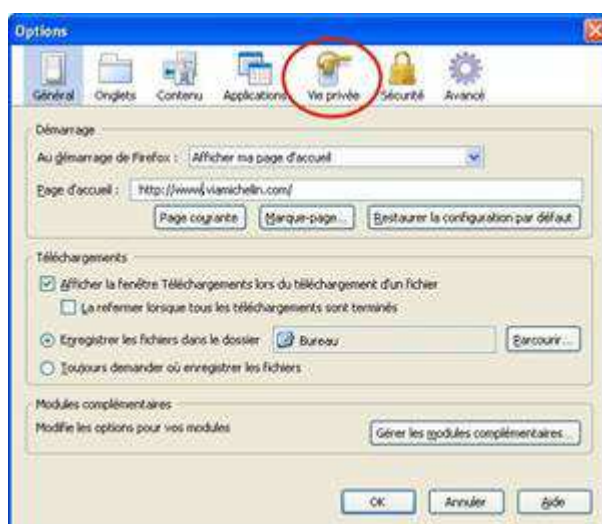 Options
Général Onglets Contenu Applications Vie privée Sécurité Avancé
Démarrage
Au démarrage de Firefox : Afficher ma page d'accueil
Page d'accueil : http://www.viamichelin.com/
Page courante Marque-page... Restaurer la configuration par défaut
Téléchargements
Afficher la fenêtre Téléchargements lors du téléchargement d'un fichier
La refermer lorsque tous les téléchargements sont terminés
Enregistrer les fichiers dans le dossier Bureau Parcourir...
Toujours demander où enregistrer les fichiers
Modules complémentaires
Modifie les options pour vos modules Gérer les modules complémentaires...
OK Annuler Aide